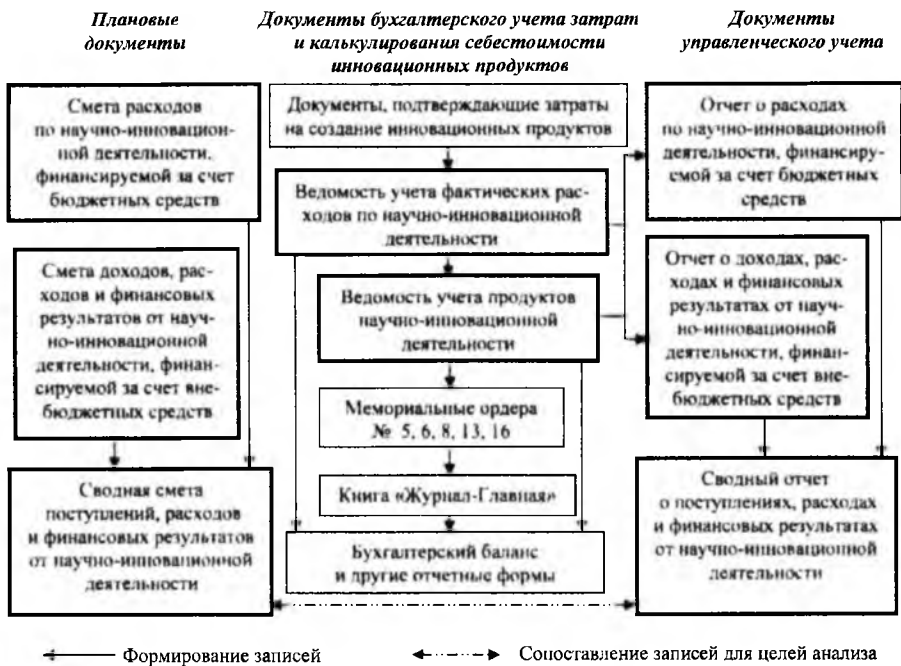 Плановые
документы
Документы бухгалтерского учета затрат
и калькулирования себестоимости
инновационных продуктов
Документы
управленческого учета
Смета расходов
по научно-инновацион-
ной деятельности,
финансируемой за счет
бюджетных средств
Смета доходов, рас-
ходов и финансовых
результатов от науч-
но-инновационной
деятельности, финан-
сируемой за счет вне-
бюджетных средств
Сводная смета
поступлений, расходов
и финансовых результатов
от научно-инновационной
деятельности
Документы, подтверждающие затраты
на создание инновационных продуктов
Ведомость учета фактических рас-
ходов по научно-инновационной
деятельности
Ведомость учета продуктов
научно-инновационной
деятельности
Мемориальные ордера
№ 5, 6, 8, 13, 16
Книга «Журнал-Главная»
Бухгалтерский баланс
и другие отчетные формы
Отчет о расходах
по научно-инновационной
деятельности, финансиру-
емой за счет бюджетных
средств
Отчет о доходах, рас-
ходах и финансовых
результатах от науч-
но-инновационной
деятельности, финан-
сируемой за счет вне-
бюджетных средств
Сводный отчет
о поступлениях, расходах
и финансовых результатах
от научно-инновационной
деятельности
Формирование записей
Сопоставление записей для целей анализа